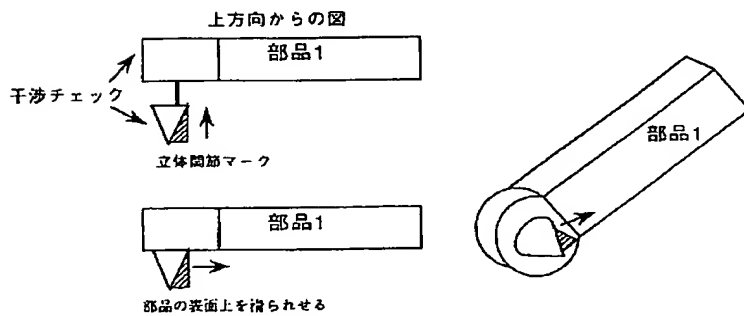 上方向からの図
部品1
干渉チェック
立体関節マーク
部品1
部品1
部品の表面上を滑られせる